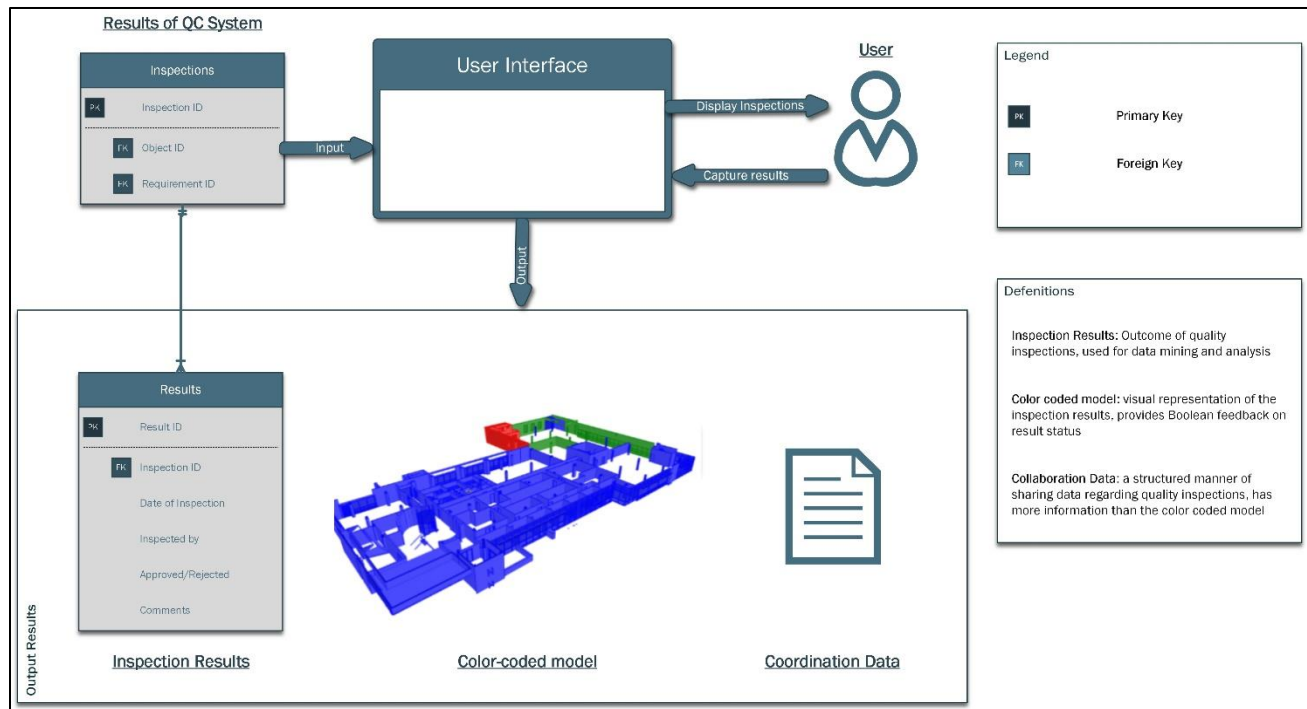 Results of QC System
Inspections
PK Inspection ID
FK Object ID
FK Requirement ID
Input
User Interface
Display Inspections
Capture results
User
Output
Legend
PK Primary Key
FK Foreign Key
Output Results
Results
PK Result ID
FK Inspection ID
Date of Inspection
Inspected by
Approved/Rejected
Comments
Inspection Results
Color-coded model
Coordination Data
Defenitions
Inspection Results: Outcome of quality
inspections, used for data mining and analysis
Color coded model: visual representation of the
inspection results, provides Boolean feedback on
result status
Collaboration Data: a structured manner of
sharing data regarding quality inspections, has
more information than the color coded model